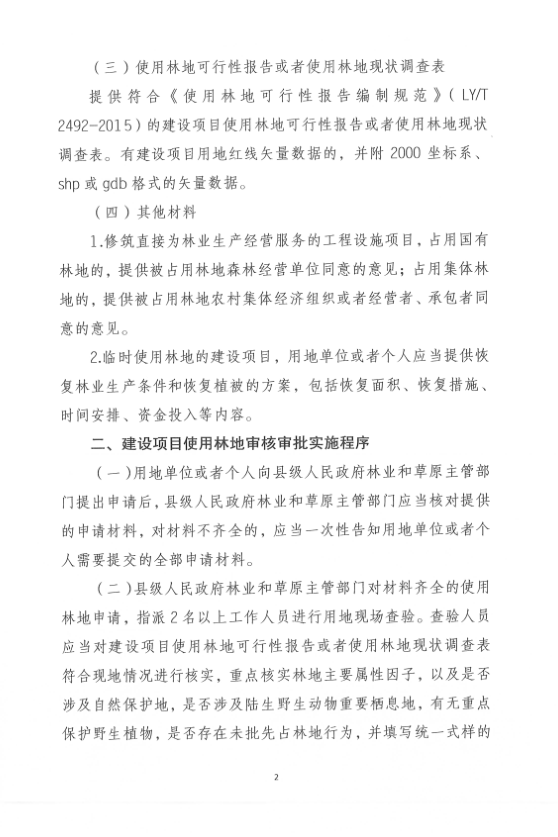 （三）使用林地可行性报告或者使用林地现状调查表
提供符合《使用林地可行性报告编制规范》（LY/T
2492-2015）的建设项目使用林地可行性报告或者使用林地现状
调查表。有建设项目用地红线矢量数据的，并附 2000 坐标系、
shp 或 gdb 格式的矢量数据。
（四）其他材料
1.修筑直接为林业生产经营服务的工程设施项目，占用国有
林地的，提供被占用林地森林经营单位同意的意见；占用集体林
地的，提供被占用林地农村集体经济组织或者经营者、承包者同
意的意见。
2.临时使用林地的建设项目，用地单位或者个人应当提供恢
复林业生产条件和恢复植被的方案，包括恢复面积、恢复措施、
时间安排、资金投入等内容。
二、建设项目使用林地审核审批实施程序
（一）用地单位或者个人向县级人民政府林业和草原主管部
门提出申请后，县级人民政府林业和草原主管部门应当核对提供
的申请材料，对材料不齐全的，应当一次性告知用地单位或者个
人需要提交的全部申请材料。
（二）县级人民政府林业和草原主管部门对材料齐全的使用
林地申请，指派 2 名以上工作人员进行用地现场查验。查验人员
应当对建设项目使用林地可行性报告或者使用林地现状调查表
符合现地情况进行核实，重点核实林地主要属性因子，以及是否
涉及自然保护地，是否涉及陆生野生动物重要栖息地，有无重点
保护野生植物，是否存在未批先占林地行为，并填写统一式样的
2